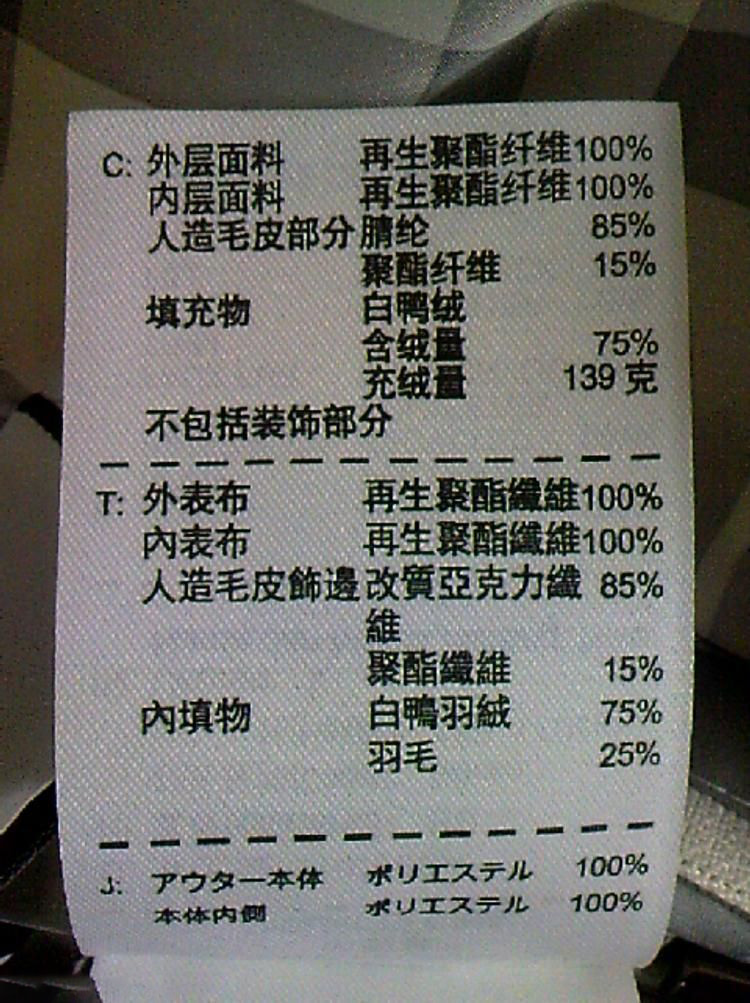 C: 外层面料 再生聚酯纤维100%
内层面料 再生聚酯纤维100%
人造毛皮部分 腈纶 85%
聚酯纤维 15%
填充物 白鸭绒
含绒量 75%
充绒量 139 克
不包括装饰部分
T: 外表布 再生聚酯纖維100%
內表布 再生聚酯纖維100%
人造毛皮飾邊 改質亞克力纖 85%
維
聚酯纖維 15%
內填物 白鴨羽絨 75%
羽毛 25%
J: アウター本体 ポリエステル 100%
本体内側 ポリエステル 100%